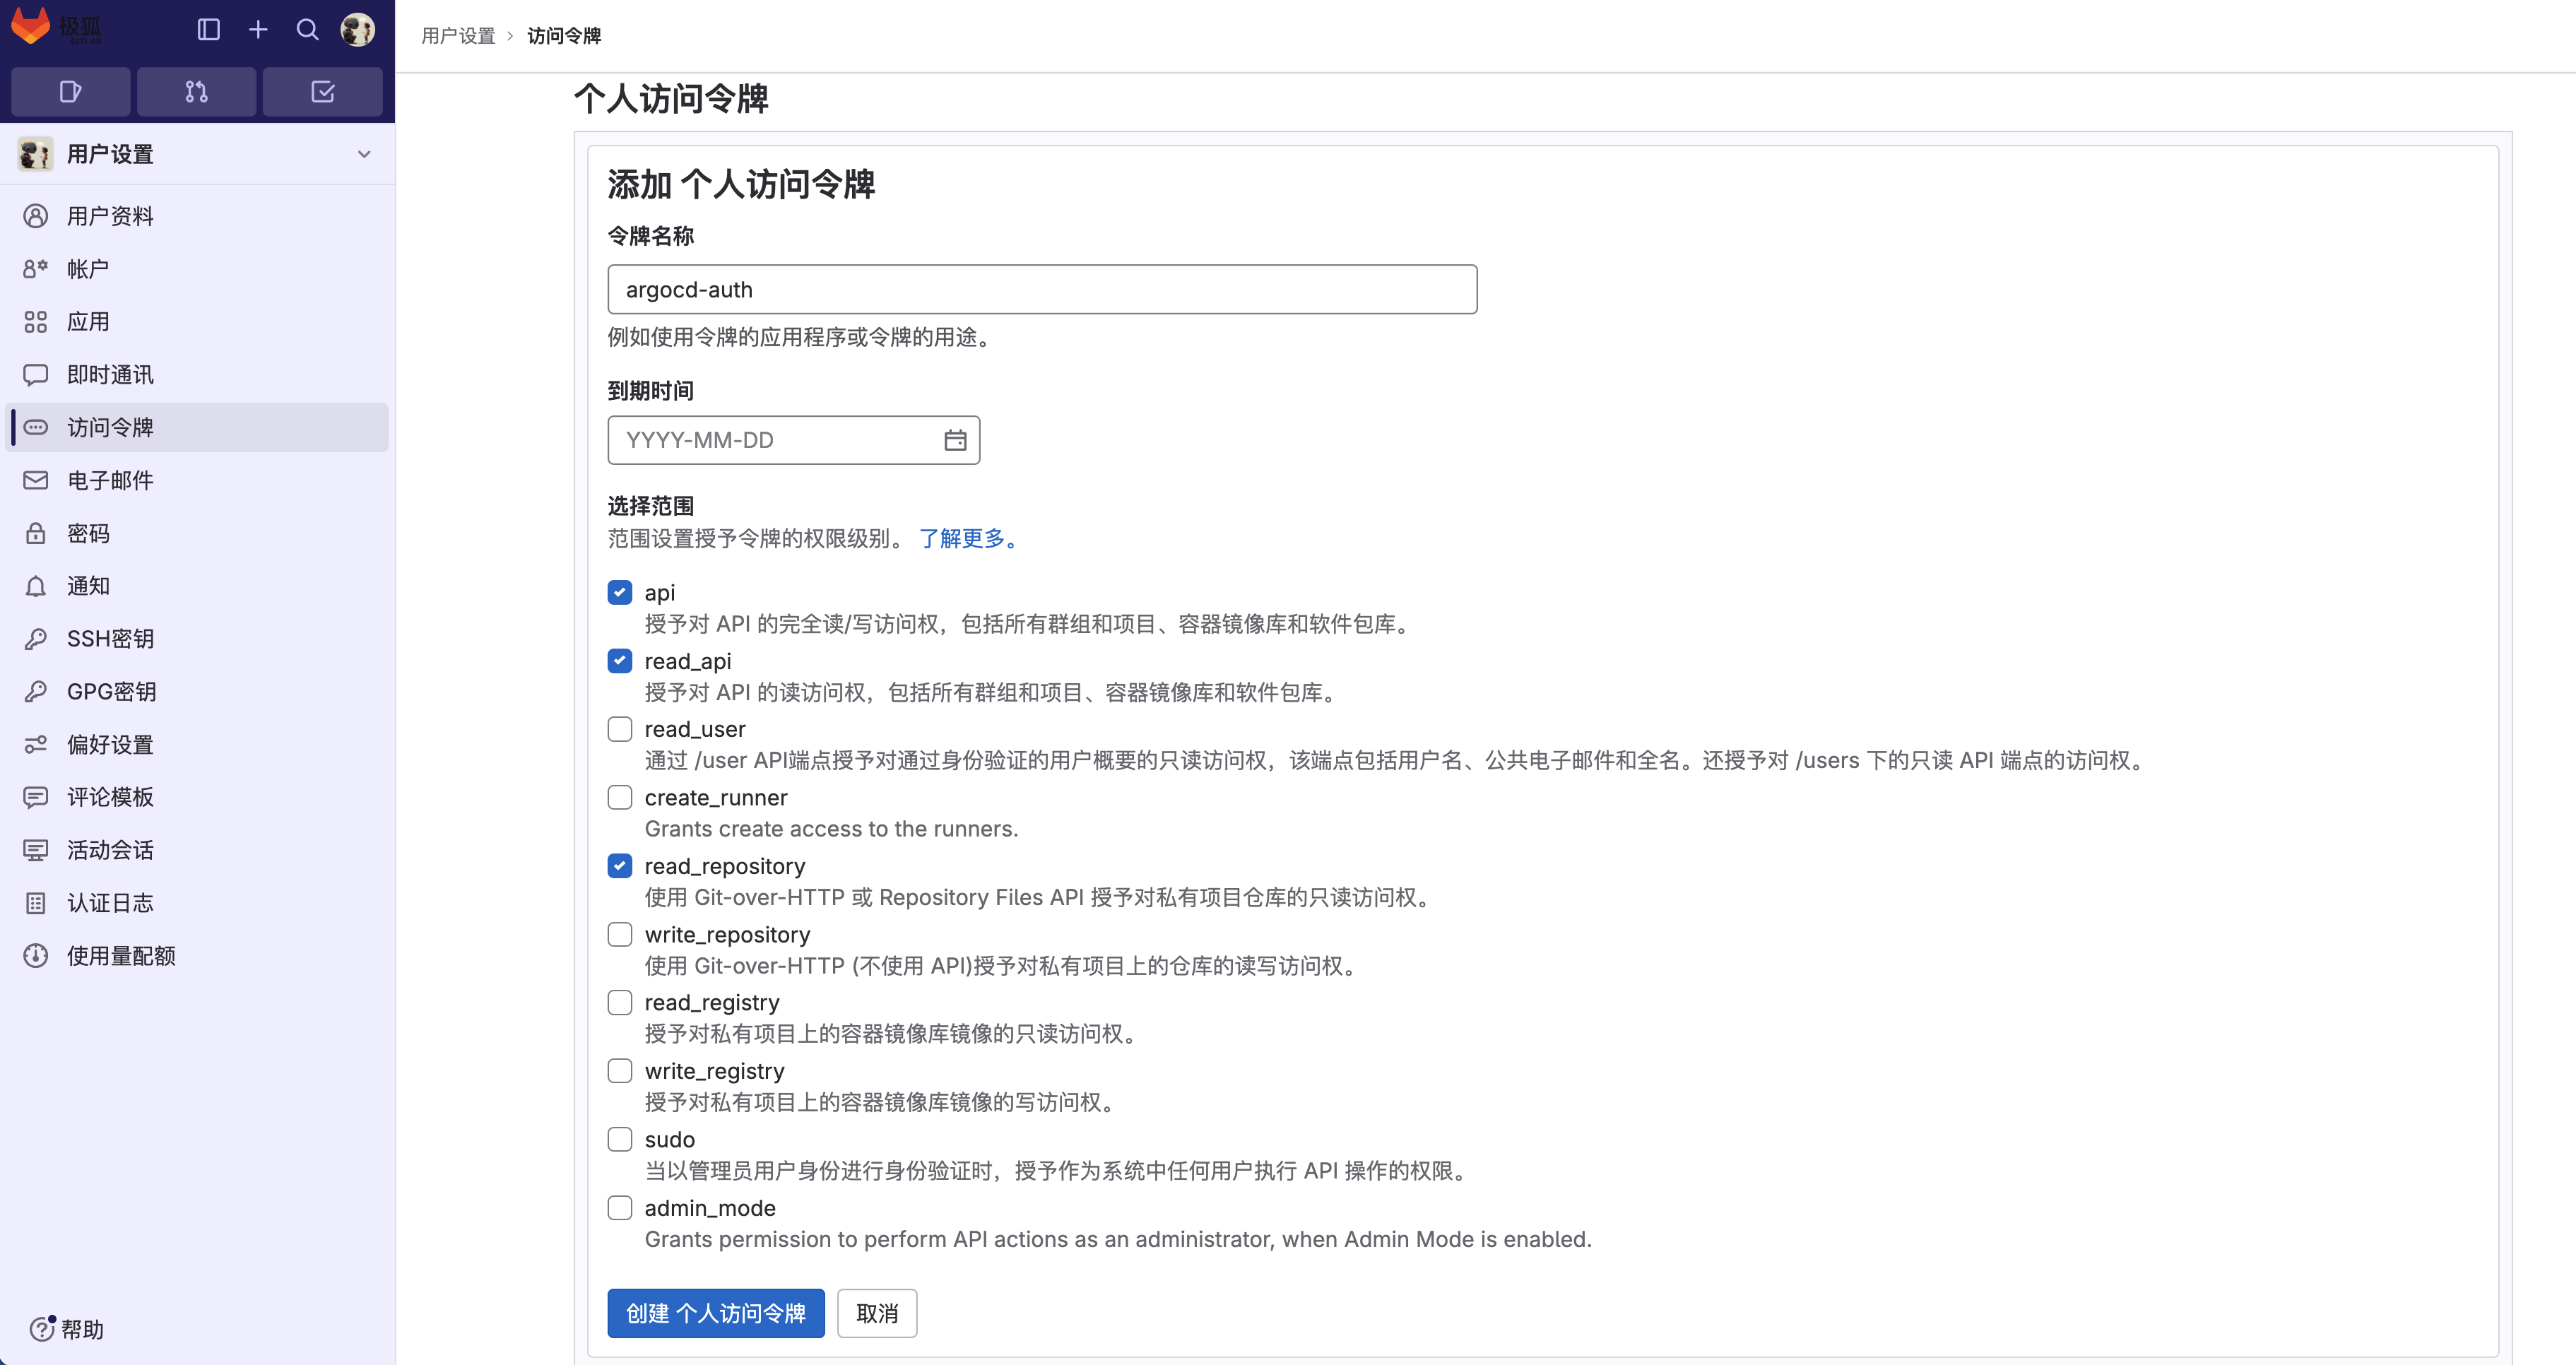 极狐
GITLAB
用户设置
用户资料
帐户
应用
即时通讯
访问令牌
电子邮件
密码
通知
SSH密钥
GPG密钥
偏好设置
评论模板
活动会话
认证日志
使用量配额
帮助
用户设置 › 访问令牌
个人访问令牌
添加 个人访问令牌
令牌名称
argocd-auth
例如使用令牌的应用程序或令牌的用途。
到期时间
YYYY-MM-DD
选择范围
范围设置授予令牌的权限级别。 了解更多。
api
授予对 API 的完全读/写访问权，包括所有群组和项目、容器镜像库和软件包库。
read_api
授予对 API 的读访问权，包括所有群组和项目、容器镜像库和软件包库。
read_user
通过 /user API端点授予对通过身份验证的用户概要的只读访问权，该端点包括用户名、公共电子邮件和全名。还授予对 /users 下的只读 API 端点的访问权。
create_runner
Grants create access to the runners.
read_repository
使用 Git-over-HTTP 或 Repository Files API 授予对私有项目仓库的只读访问权。
write_repository
使用 Git-over-HTTP (不使用 API)授予对私有项目上的仓库的读写访问权。
read_registry
授予对私有项目上的容器镜像库镜像的只读访问权。
write_registry
授予对私有项目上的容器镜像库镜像的写访问权。
sudo
当以管理员用户身份进行身份验证时，授予作为系统中任何用户执行 API 操作的权限。
admin_mode
Grants permission to perform API actions as an administrator, when Admin Mode is enabled.
创建 个人访问令牌
取消